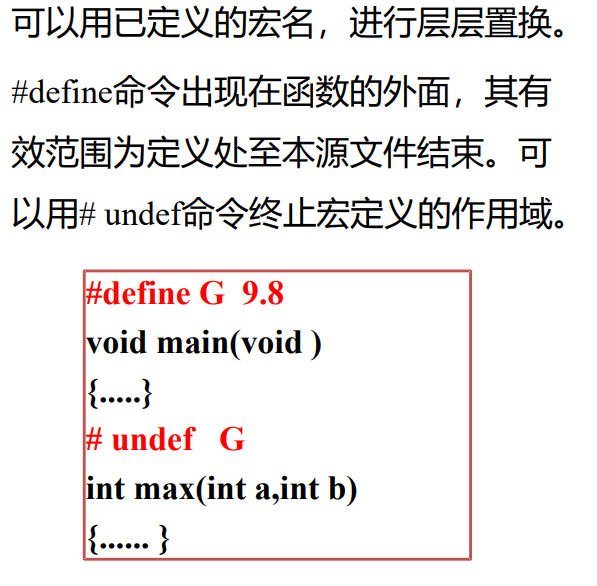 可以用已定义的宏名，进行层层置换。
#define命令出现在函数的外面，其有
效范围为定义处至本源文件结束。可
以用# undef命令终止宏定义的作用域。
#define G  9.8
void main(void )
{.....}
# undef   G
int max(int a,int b)
{...... }